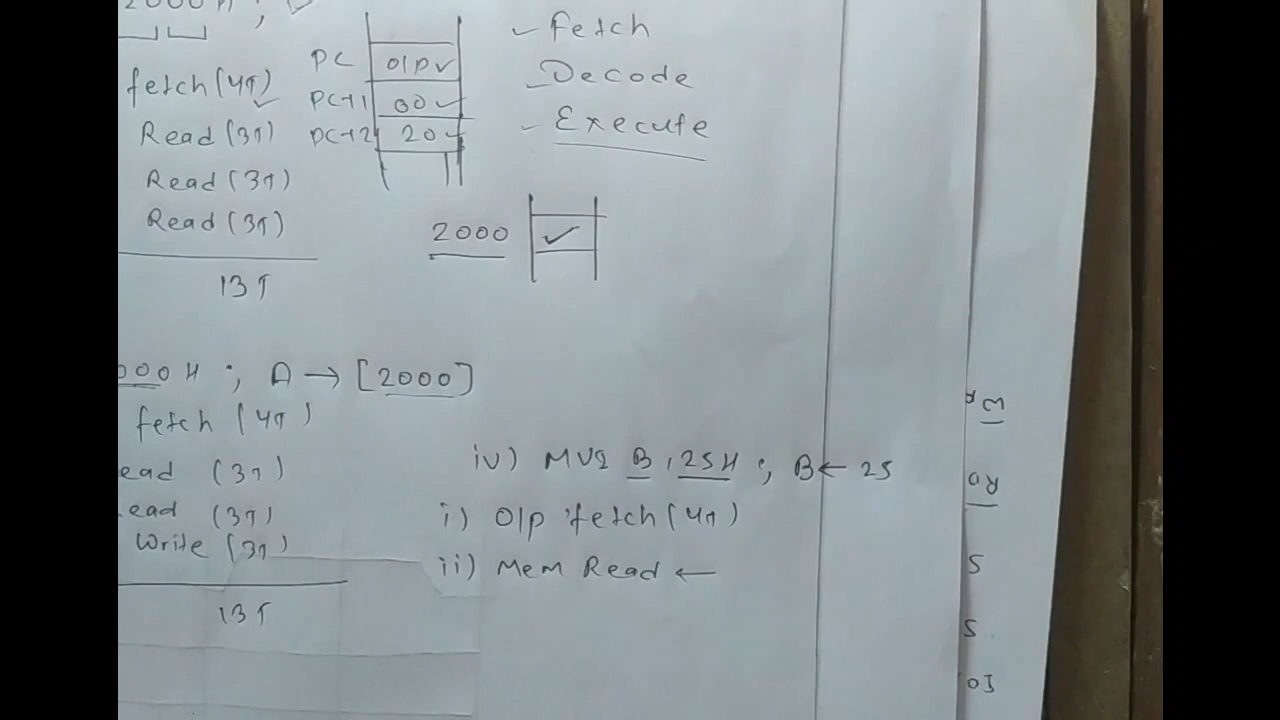 2000H ;
fetch (4T)
Read (3T)
Read (3T)
Read (3T)
13T
PC O/P
PC+1 00
PC+2 20
Fetch
Decode
Execute
2000
000H ; A → [2000]
fetch (4T)
ead (3T)
ead (3T)
Write (3T)
13T
iv) MVI B, 25H ; B ← 25
i) O/P fetch (4T)
ii) Mem Read ←